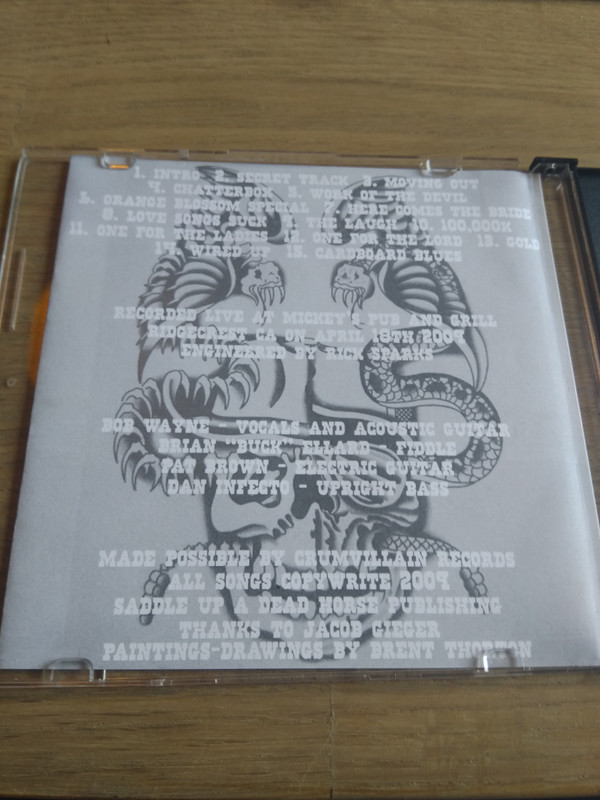 1. INTRO 2. SECRET TRACK 3. MOVING OUT
4. CHATTERBOX 5. WORK OF THE DEVIL
6. ORANGE BLOSSOM SPECIAL 7. HERE COMES THE BRIDE
8. LOVE SONGS SUCK 9. THE LAUGH 10. 100,000K
11. ONE FOR THE LADIES 12. ONE FOR THE LORD 13. GOLD
14. WIRED UP 15. CARDBOARD BLUES
RECORDED LIVE AT MICKEY'S PUB AND GRILL
RIDGECREST CA ON APRIL 18TH 2009
ENGINEERED BY RICK SPARKS
BOB WAYNE - VOCALS AND ACOUSTIC GUITAR
BRIAN "BUCK" ELLARD - FIDDLE
PAT BROWN - ELECTRIC GUITAR
DAN INFECTO - UPRIGHT BASS
MADE POSSIBLE BY CRUMVILLAIN RECORDS
ALL SONGS COPYWRITE 2009
SADDLE UP A DEAD HORSE PUBLISHING
THANKS TO JACOB GIEGER
PAINTINGS-DRAWINGS BY BRENT THORTON